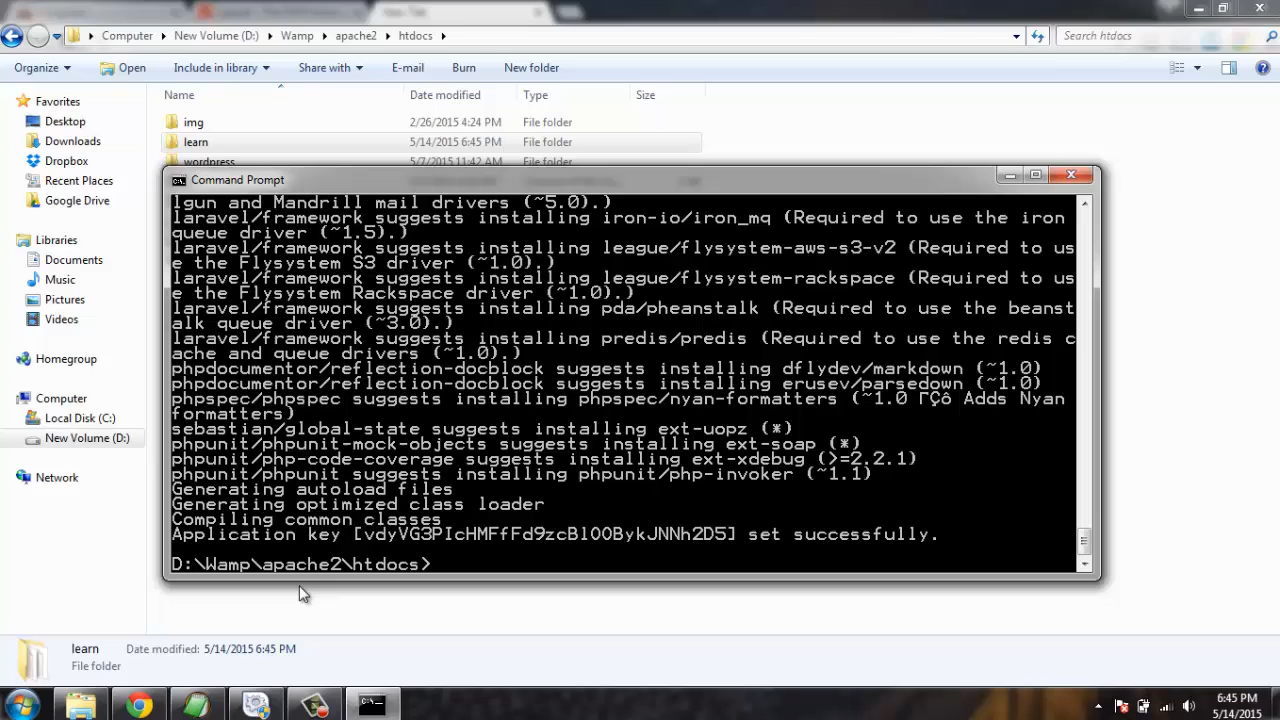 Computer
New Volume (D:)
Wamp
apache2
htdocs
Search htdocs
Organize
Open
Include in library
Share with
E-mail
Burn
New folder
Name
Date modified
Type
Size
Favorites
Desktop
Downloads
Dropbox
Recent Places
Google Drive
Libraries
Documents
Music
Pictures
Videos
Homegroup
Computer
Local Disk (C:)
New Volume (D:)
Network
img 2/26/2015 4:24 PM File folder
learn 5/14/2015 6:45 PM File folder
wordpress 5/7/2015 11:42 AM File folder
Command Prompt
lgun and Mandrill mail drivers (~5.0).)
laravel/framework suggests installing iron-io/iron_mq (Required to use the iron
queue driver (~1.5).)
laravel/framework suggests installing league/flysystem-aws-s3-v2 (Required to us
e the Flysystem S3 driver (~1.0).)
laravel/framework suggests installing league/flysystem-rackspace (Required to us
e the Flysystem Rackspace driver (~1.0).)
laravel/framework suggests installing pda/pheanstalk (Required to use the beanst
alk queue driver (~3.0).)
laravel/framework suggests installing predis/predis (Required to use the redis c
ache and queue drivers (~1.0).)
phpdocumentor/reflection-docblock suggests installing dflydev/markdown (~1.0)
phpdocumentor/reflection-docblock suggests installing erusev/parsedown (~1.0)
phpspec/phpspec suggests installing phpspec/nyan-formatters (~1.0 ΓÇô Adds Nyan
formatters)
sebastian/global-state suggests installing ext-uopz (*)
phpunit/phpunit-mock-objects suggests installing ext-soap (*)
phpunit/php-code-coverage suggests installing ext-xdebug (>=2.2.1)
phpunit/phpunit suggests installing phpunit/php-invoker (~1.1)
Generating autoload files
Generating optimized class loader
Compiling common classes
Application key [vdyVG3PIcHMFfFd9zcBlOOBykJNNh2D5] set successfully.
D:\Wamp\apache2\htdocs>
learn Date modified: 5/14/2015 6:45 PM
File folder
6:45 PM
5/14/2015